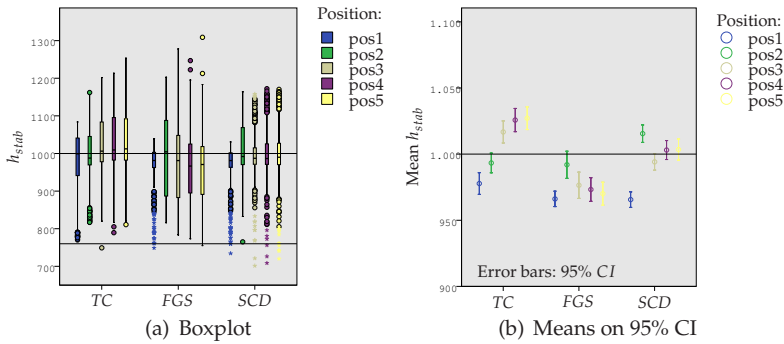 Position:
pos1
pos2
pos3
pos4
pos5
1300
1200
1100
1000
900
800
700
h_stab
TC
FGS
SCD
(a) Boxplot
Position:
pos1
pos2
pos3
pos4
pos5
1.100
1.050
1.000
0.950
.900
Mean h_stab
Error bars: 95% CI
TC
FGS
SCD
(b) Means on 95% CI